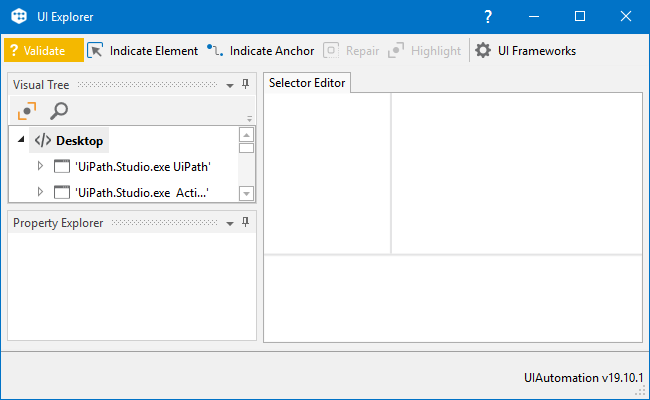 UI Explorer
?
? Validate Indicate Element Indicate Anchor Repair Highlight UI Frameworks
Visual Tree
Selector Editor
</> Desktop
'UiPath.Studio.exe UiPath'
'UiPath.Studio.exe Acti...'
Property Explorer
UIAutomation v19.10.1